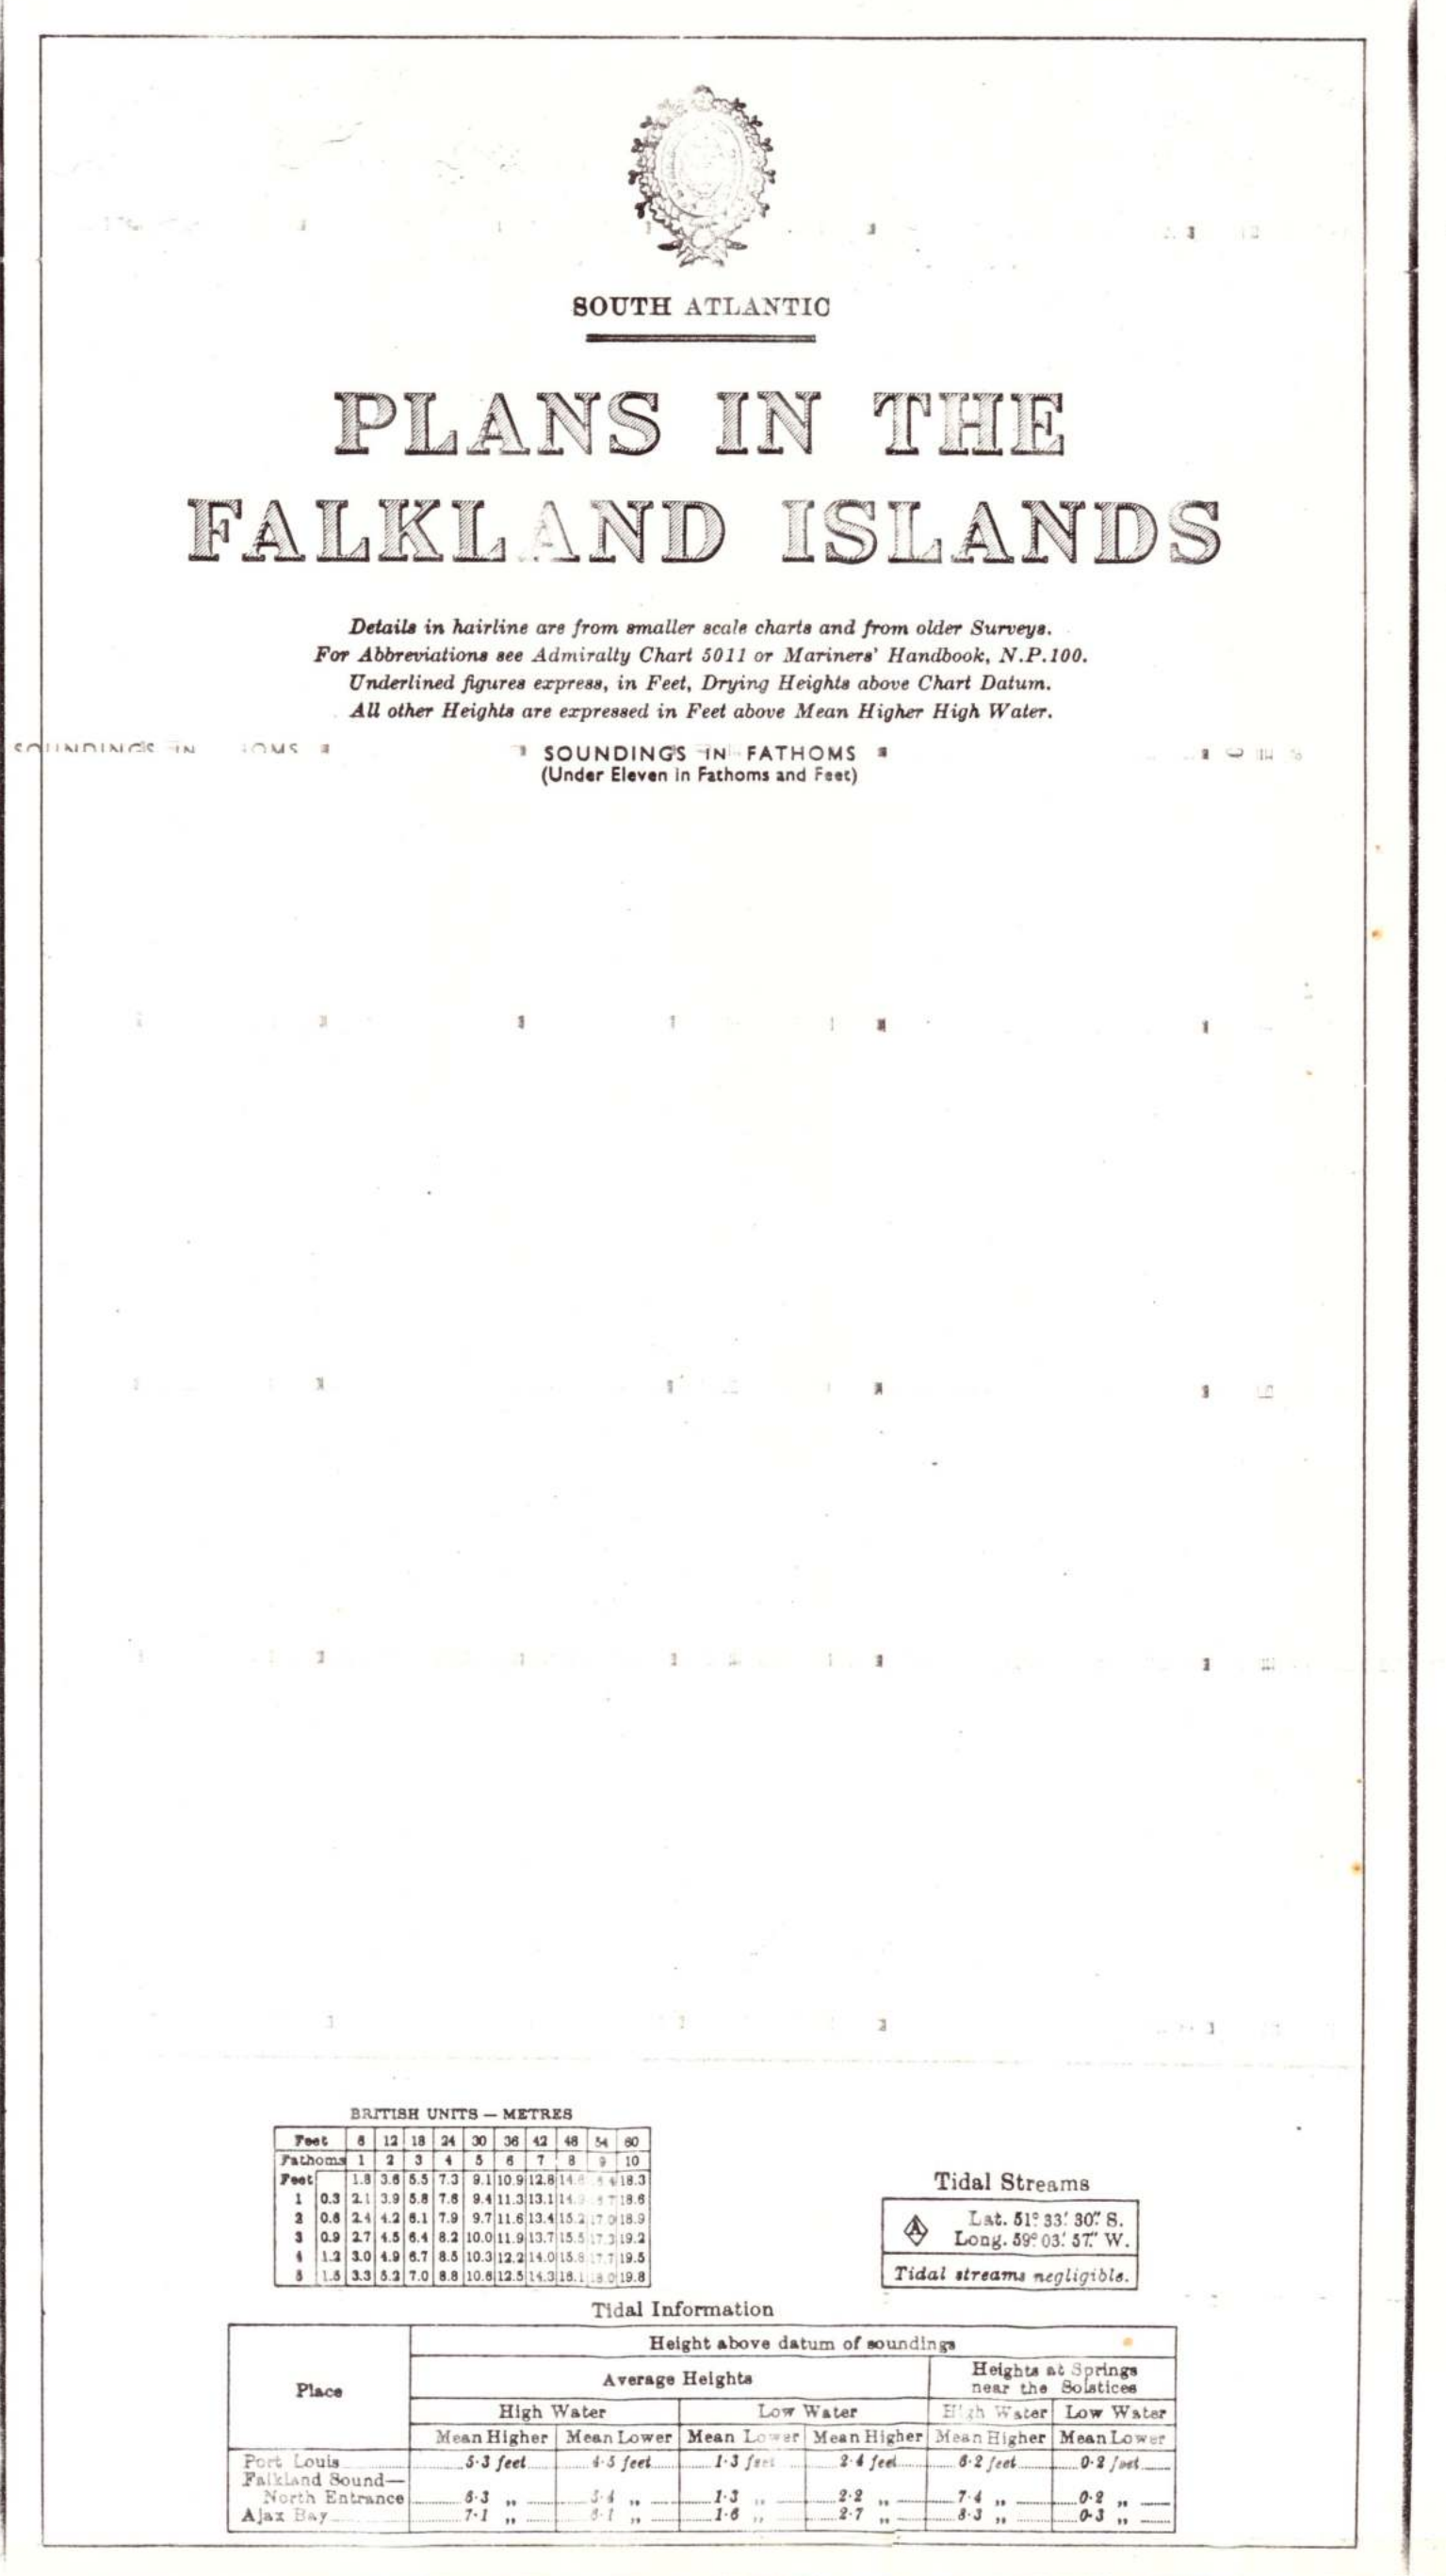 SOUTH ATLANTIC
PLANS IN THE
FALKLAND ISLANDS
Details in hairline are from smaller scale charts and from older Surveys.
For Abbreviations see Admiralty Chart 5011 or Mariners' Handbook, N.P.100.
Underlined figures express, in Feet, Drying Heights above Chart Datum.
All other Heights are expressed in Feet above Mean Higher High Water.
SOUNDINGS IN FATHOMS
(Under Eleven in Fathoms and Feet)
BRITISH UNITS — METRES
Feet 6 12 18 24 30 36 42 48 54 60
Fathoms 1 2 3 4 5 6 7 8 9 10
Feet 1.8 3.6 5.5 7.3 9.1 10.9 12.8 18.3
1 0.3 2.1 3.9 5.8 7.6 9.4 11.3 13.1 18.6
2 0.6 2.4 4.2 6.1 7.9 9.7 11.6 13.4 15.2 17.0 18.9
3 0.9 2.7 4.5 6.4 8.2 10.0 11.9 13.7 15.5 17.3 19.2
4 1.2 3.0 4.9 6.7 8.5 10.3 12.2 14.0 15.8 17.7 19.5
5 1.5 3.3 5.2 7.0 8.8 10.6 12.5 14.3 16.1 18.0 19.8
Tidal Streams
A Lat. 51° 33′ 30″ S.
Long. 59° 03′ 57″ W.
Tidal streams negligible.
Tidal Information
Height above datum of soundings
Average Heights
Heights at Springs
near the Solstices
Place
High Water Low Water High Water Low Water
Mean Higher Mean Lower Mean Lower Mean Higher Mean Higher Mean Lower
Port Louis 5·3 feet 4·5 feet 1·3 feet 2·4 feet 6·2 feet 0·2 feet
Falkland Sound—
North Entrance 6·3 „ 5·4 „ 1·3 „ 2·2 „ 7·4 „ 0·2 „
Ajax Bay 7·1 „ 6·1 „ 1·6 „ 2·7 „ 8·3 „ 0·3 „